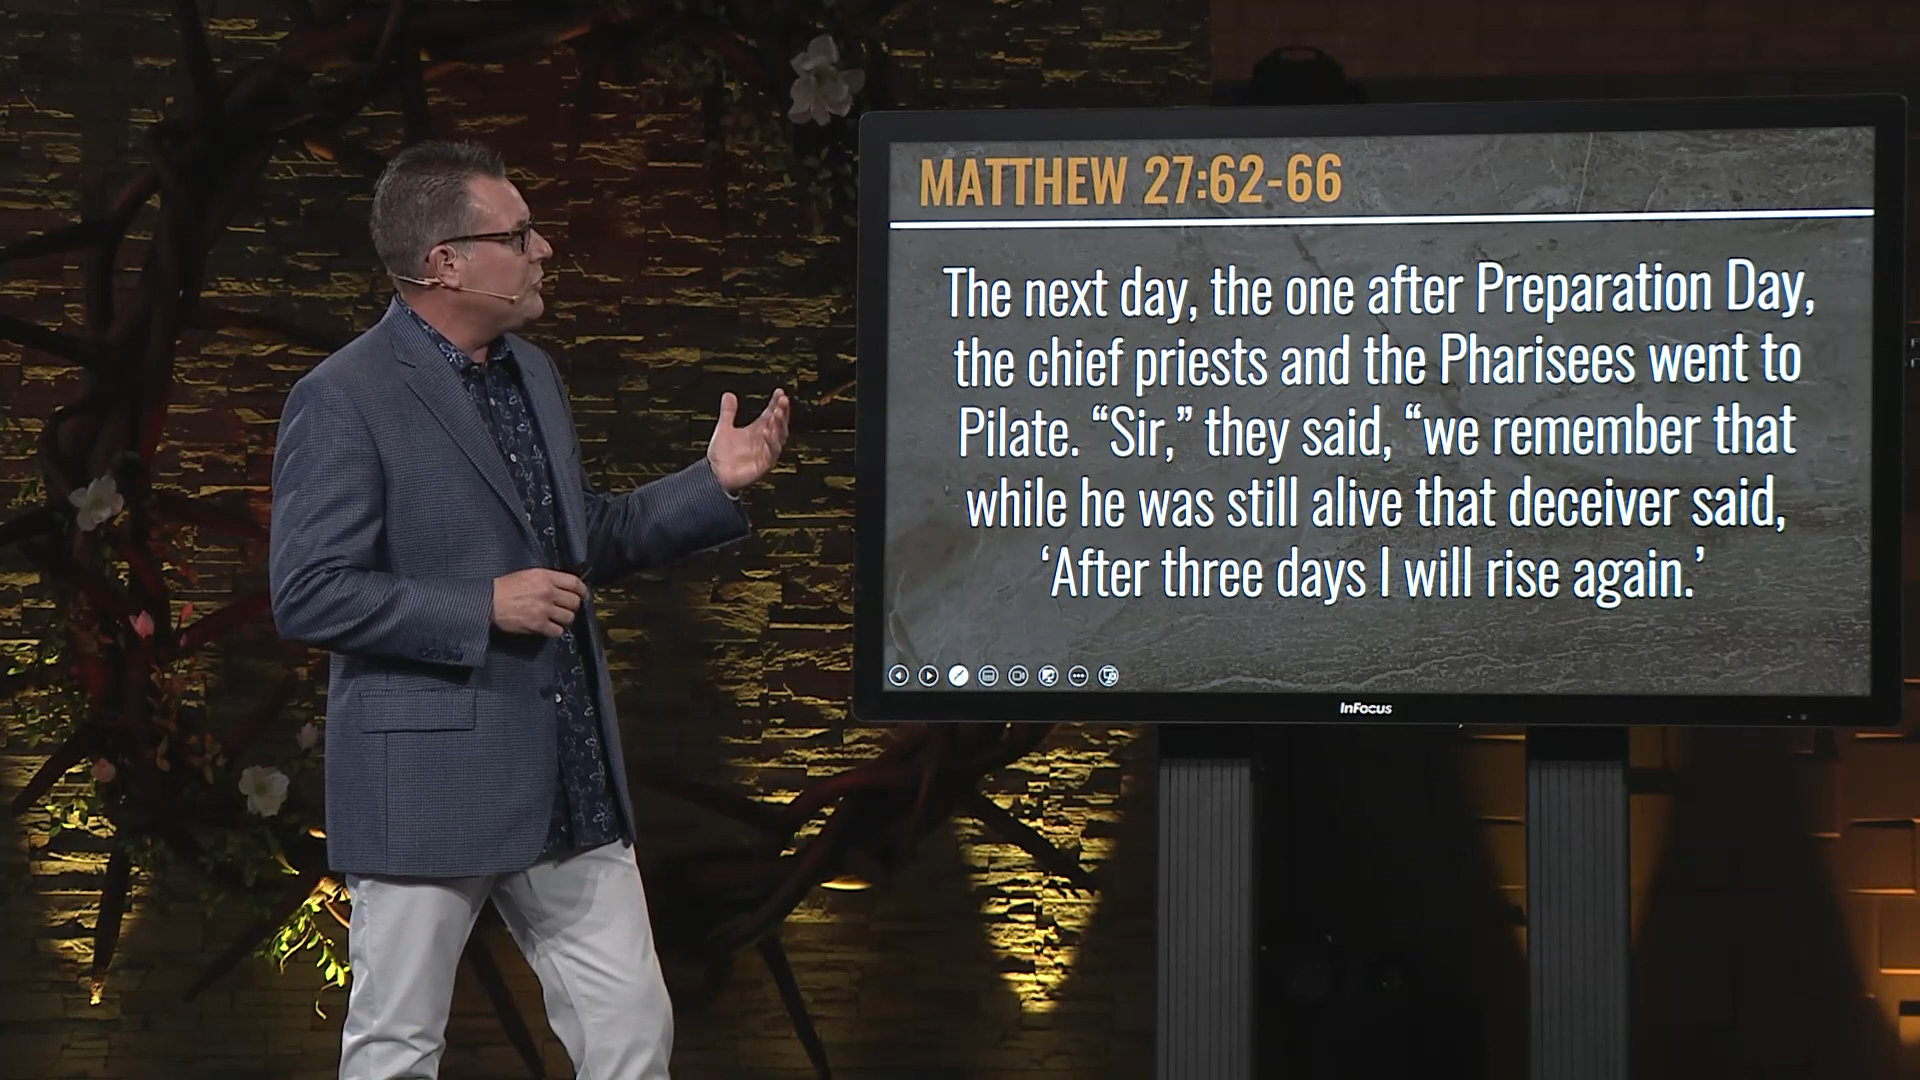 MATTHEW 27:62-66
The next day, the one after Preparation Day,
the chief priests and the Pharisees went to
Pilate. “Sir,” they said, “we remember that
while he was still alive that deceiver said,
‘After three days I will rise again.’
InFocus